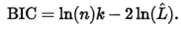 BIC = ln(n)k − 2 ln(L̂).